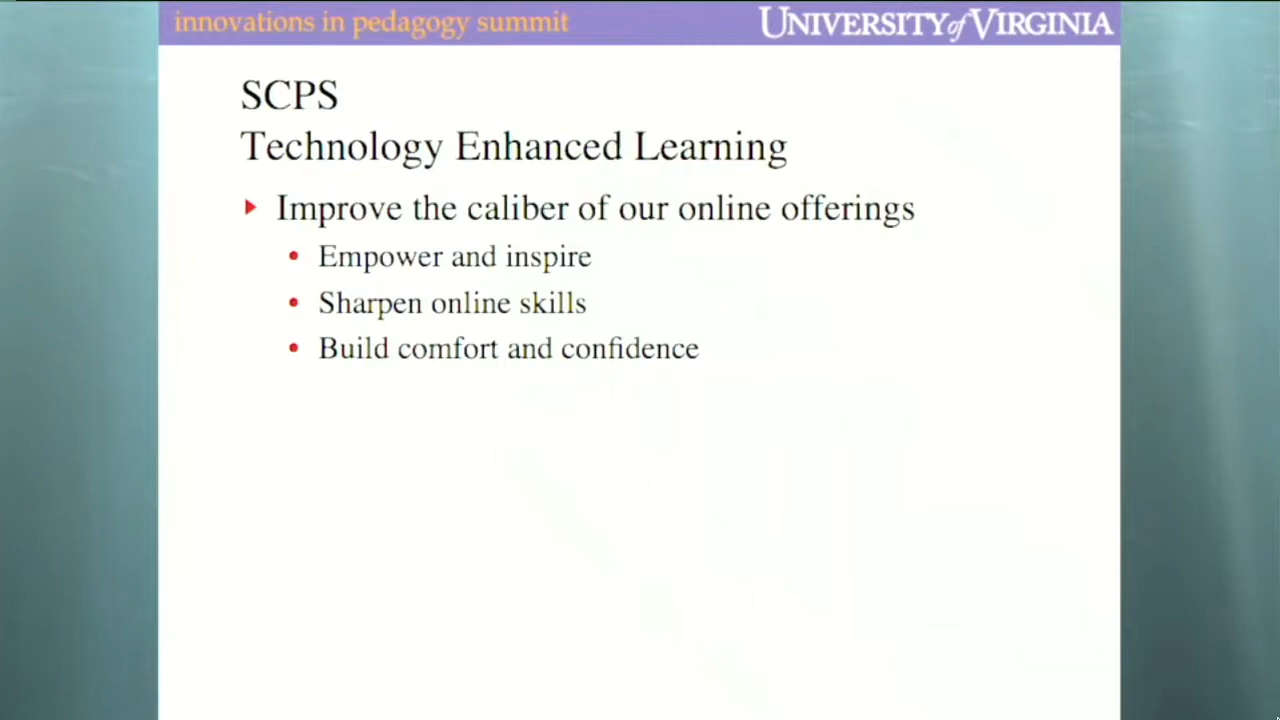 innovations in pedagogy summit
UNIVERSITY of VIRGINIA
SCPS
Technology Enhanced Learning
Improve the caliber of our online offerings
Empower and inspire
Sharpen online skills
Build comfort and confidence